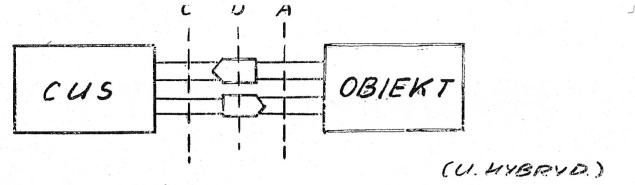 C U A
CUS OBIEKT
(U. HYBRYD.)